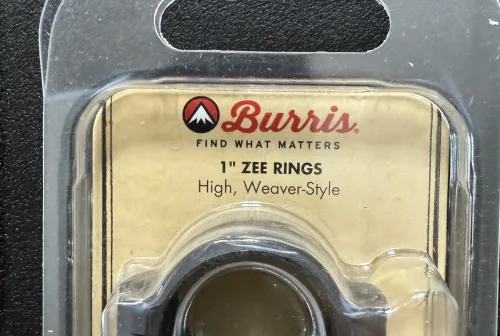 Burris.
FIND WHAT MATTERS
1" ZEE RINGS
High, Weaver-Style